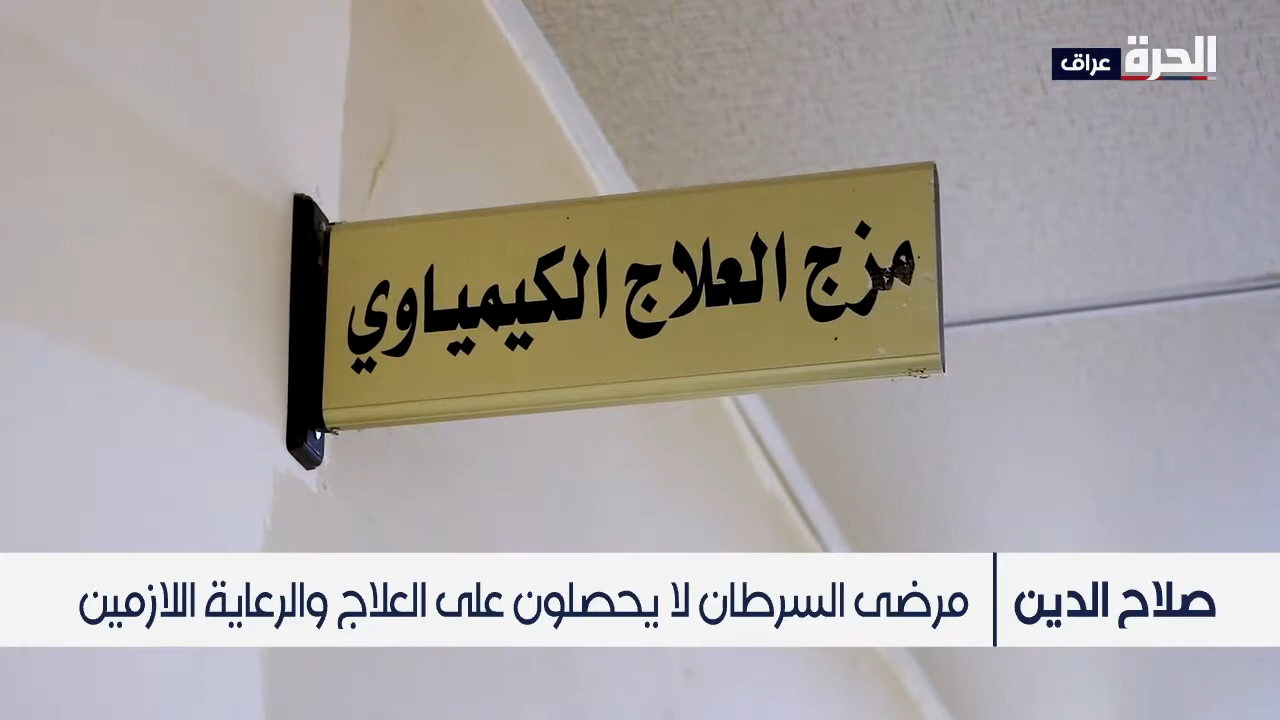 الحرة
عراق
مزج العلاج الكيمياوي
صلاح الدين
مرضى السرطان لا يحصلون على العلاج والرعاية اللازمين